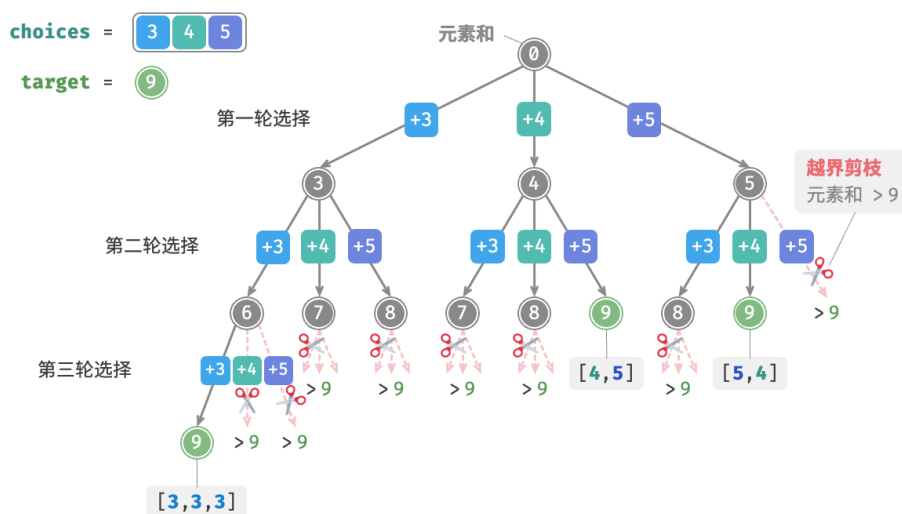 choices = 3 4 5
target = 9
元素和
0
第一轮选择
+3 +4 +5
3 4 5
越界剪枝
元素和 > 9
第二轮选择
+3 +4 +5 +3 +4 +5 +3 +4 +5
> 9
6 7 8 7 8 9 8 9
第三轮选择
+3 +4 +5
> 9 > 9 > 9 > 9 > 9
[4,5] [5,4]
9 > 9 > 9
[3,3,3]